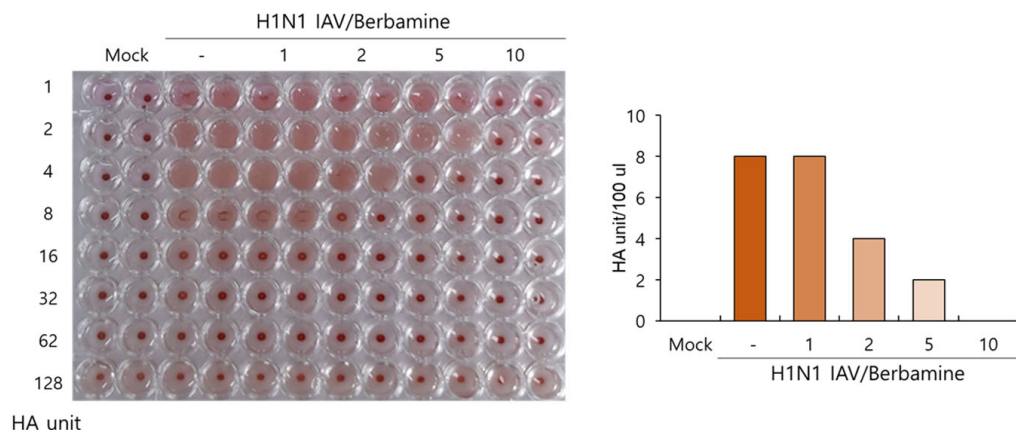 H1N1 IAV/Berbamine
Mock - 1 2 5 10
1
2
4
8
16
32
62
128
HA unit
HA unit/100 ul
10
8
6
4
2
0
Mock - 1 2 5 10
H1N1 IAV/Berbamine